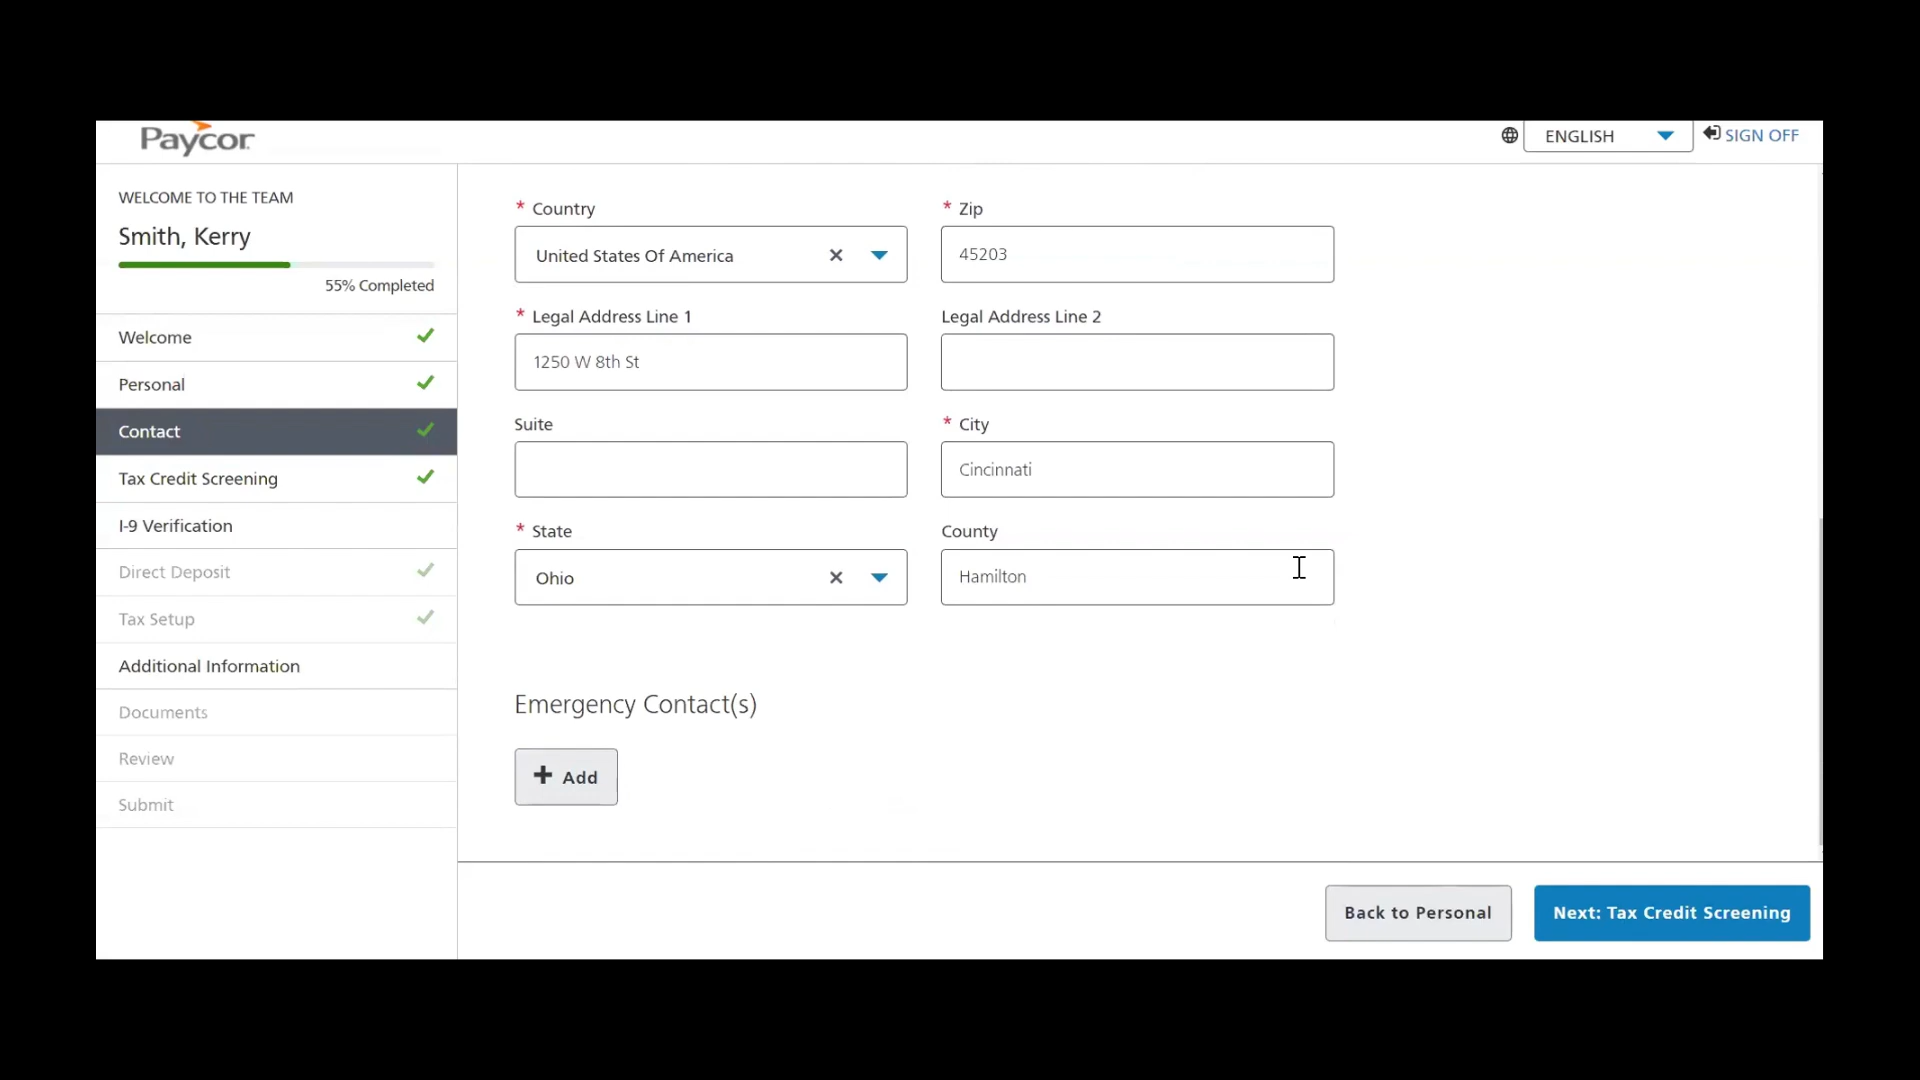 Paycor
ENGLISH
SIGN OFF
WELCOME TO THE TEAM
Smith, Kerry
55% Completed
Welcome
Personal
Contact
Tax Credit Screening
I-9 Verification
Direct Deposit
Tax Setup
Additional Information
Documents
Review
Submit
* Country
* Zip
United States Of America
45203
* Legal Address Line 1
Legal Address Line 2
1250 W 8th St
Suite
* City
Cincinnati
* State
County
Ohio
Hamilton
Emergency Contact(s)
+ Add
Back to Personal
Next: Tax Credit Screening